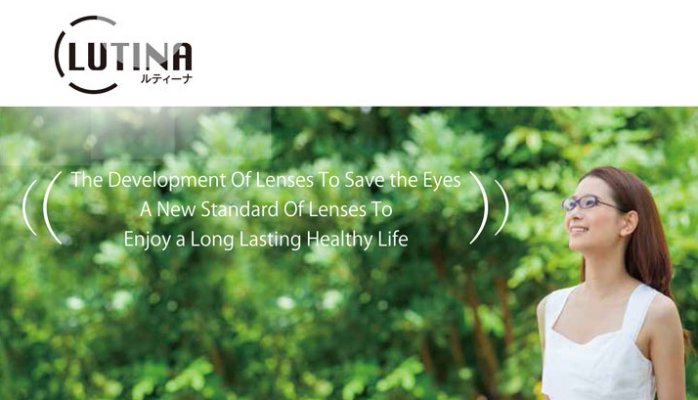 LUTINA
ルティーナ
The Development Of Lenses To Save the Eyes
A New Standard Of Lenses To
Enjoy a Long Lasting Healthy Life